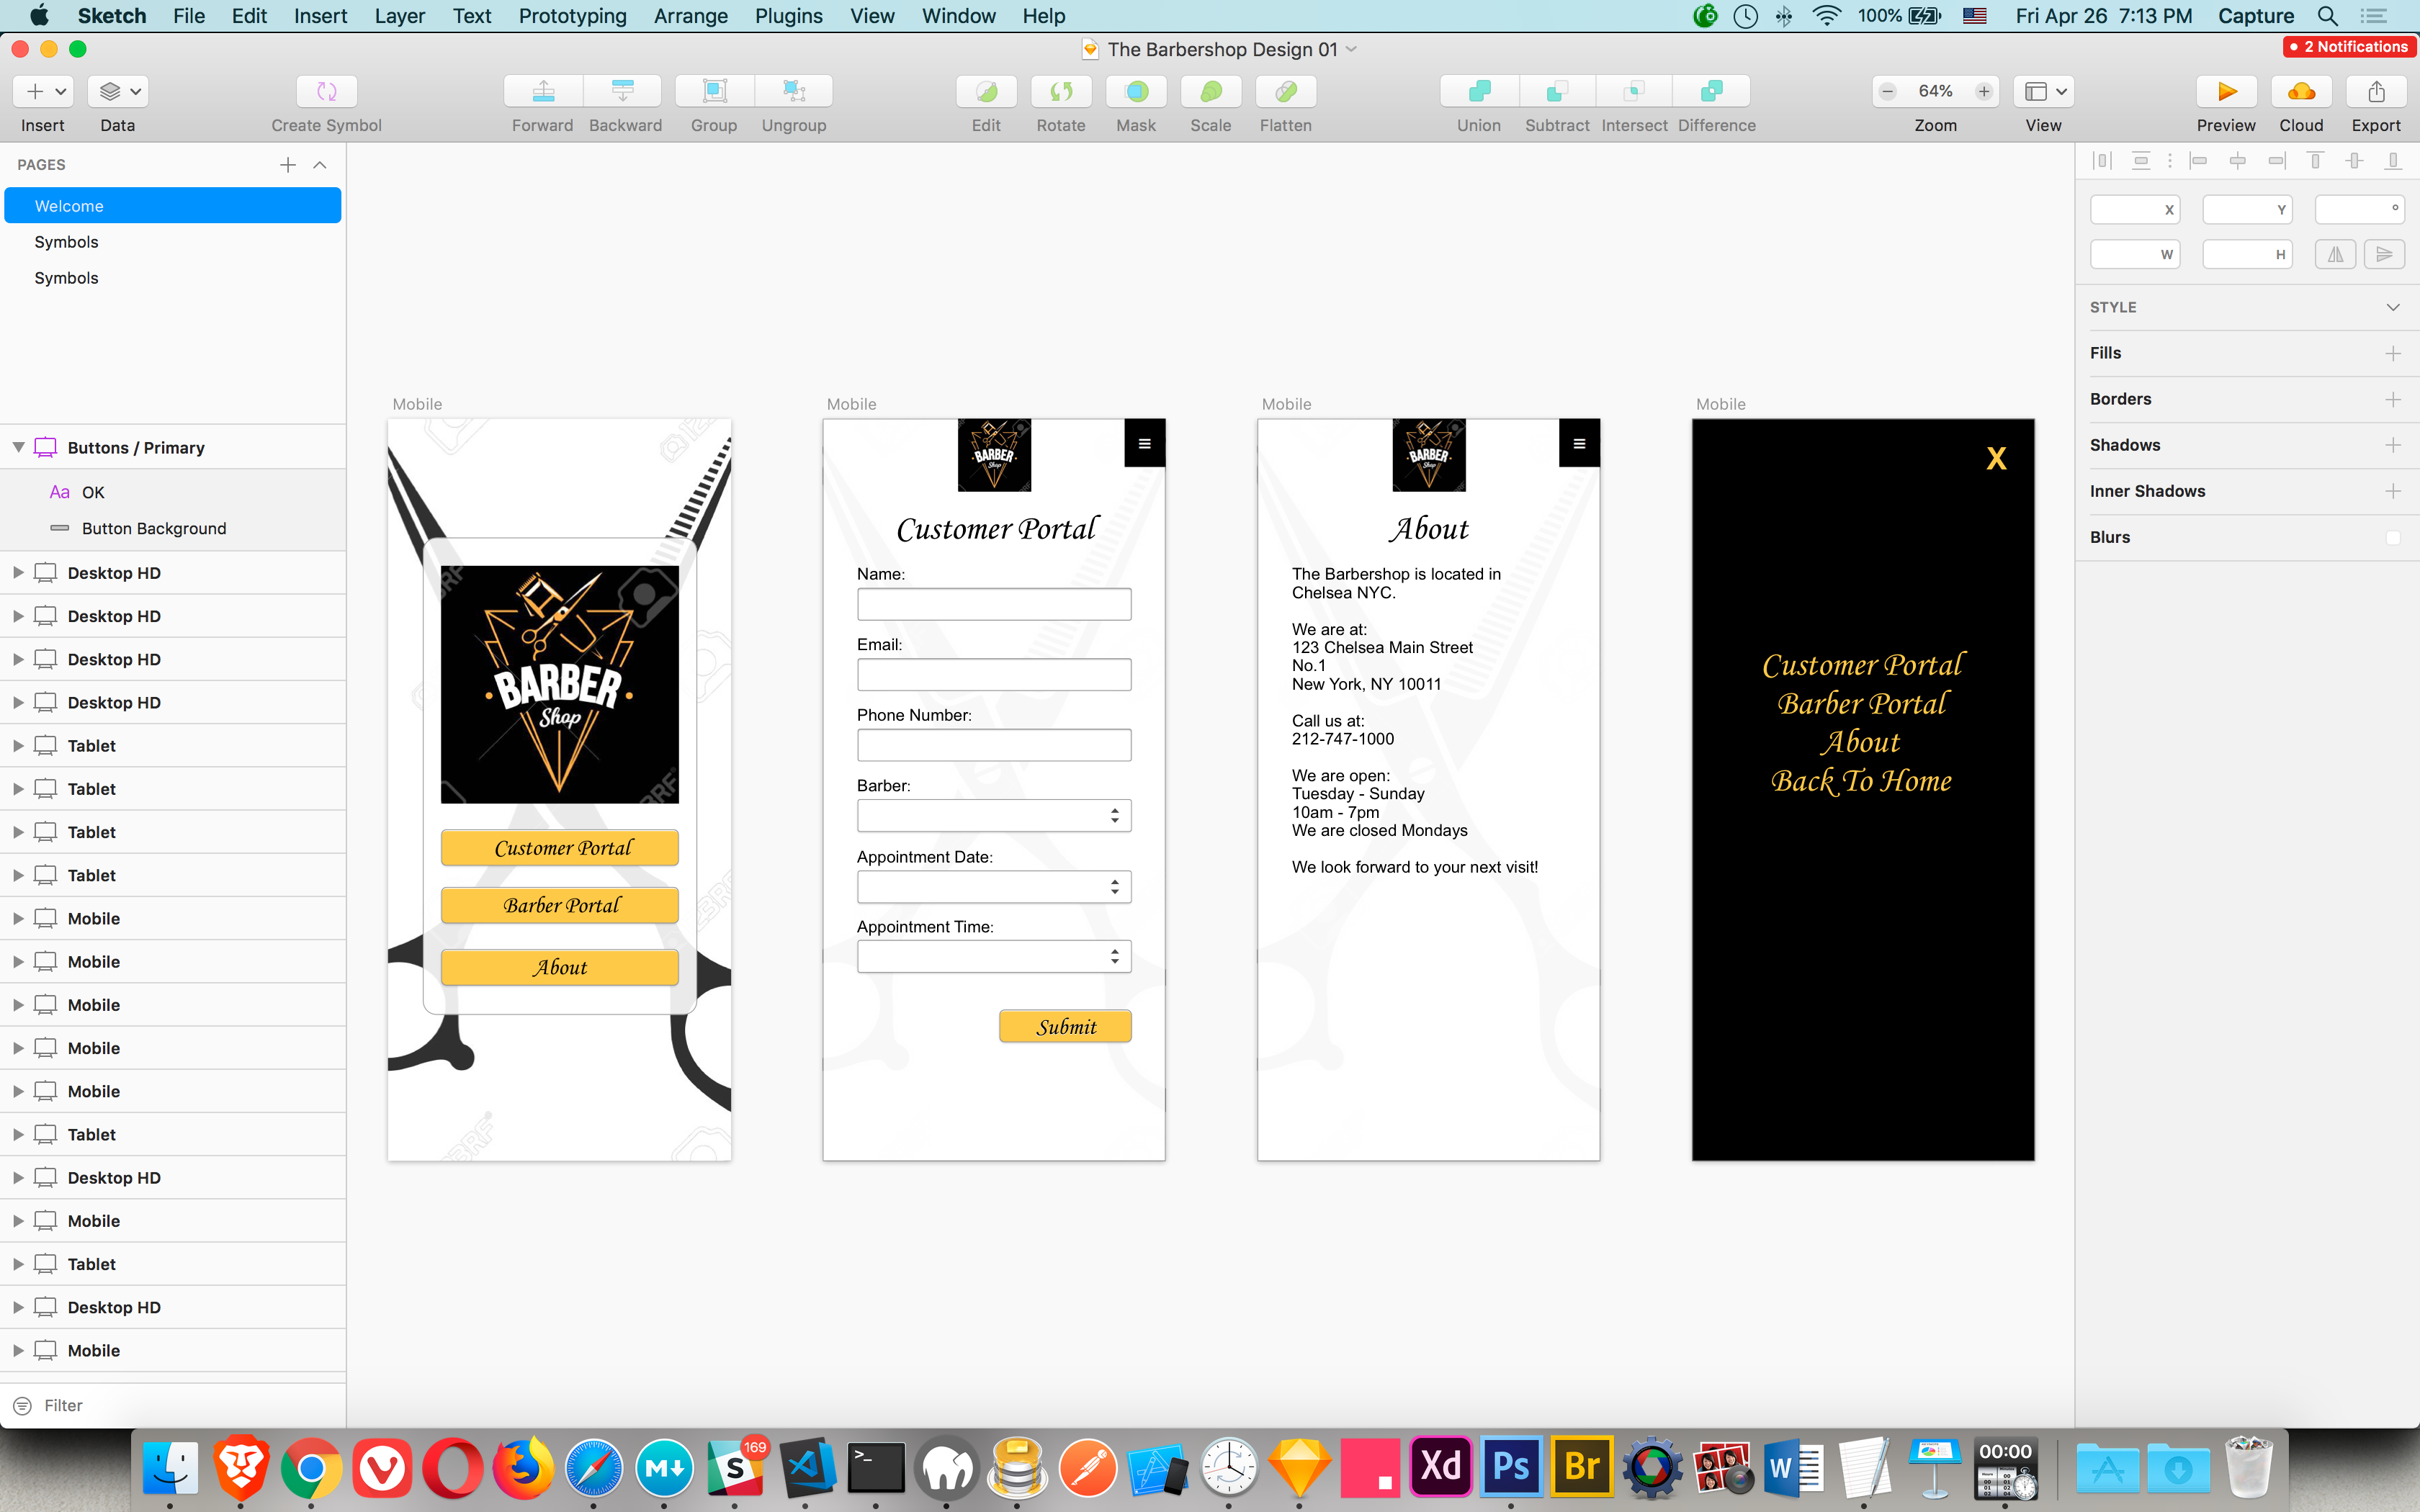 Sketch File Edit Insert Layer Text Prototyping Arrange Plugins View Window Help 100% Fri Apr 26 7:13 PM Capture
The Barbershop Design 01
2 Notifications
64%
Insert Data Create Symbol Forward Backward Group Ungroup Edit Rotate Mask Scale Flatten Union Subtract Intersect Difference Zoom View Preview Cloud Export
PAGES
Welcome
Symbols
Symbols
Buttons / Primary
Aa OK
Button Background
Desktop HD
Desktop HD
Desktop HD
Desktop HD
Tablet
Tablet
Tablet
Tablet
Mobile
Mobile
Mobile
Mobile
Mobile
Tablet
Desktop HD
Mobile
Tablet
Desktop HD
Mobile
Filter
Mobile
BARBER
Shop
Customer Portal
Barber Portal
About
Mobile
BARBER
Shop
Customer Portal
Name:
Email:
Phone Number:
Barber:
Appointment Date:
Appointment Time:
Submit
Mobile
BARBER
Shop
About
The Barbershop is located in
Chelsea NYC.
We are at:
123 Chelsea Main Street
No.1
New York, NY 10011
Call us at:
212-747-1000
We are open:
Tuesday - Sunday
10am - 7pm
We are closed Mondays
We look forward to your next visit!
Mobile
X
Customer Portal
Barber Portal
About
Back To Home
X Y °
W H
STYLE
Fills
Borders
Shadows
Inner Shadows
Blurs
169
M S >_ Xd Ps Br W 00:00